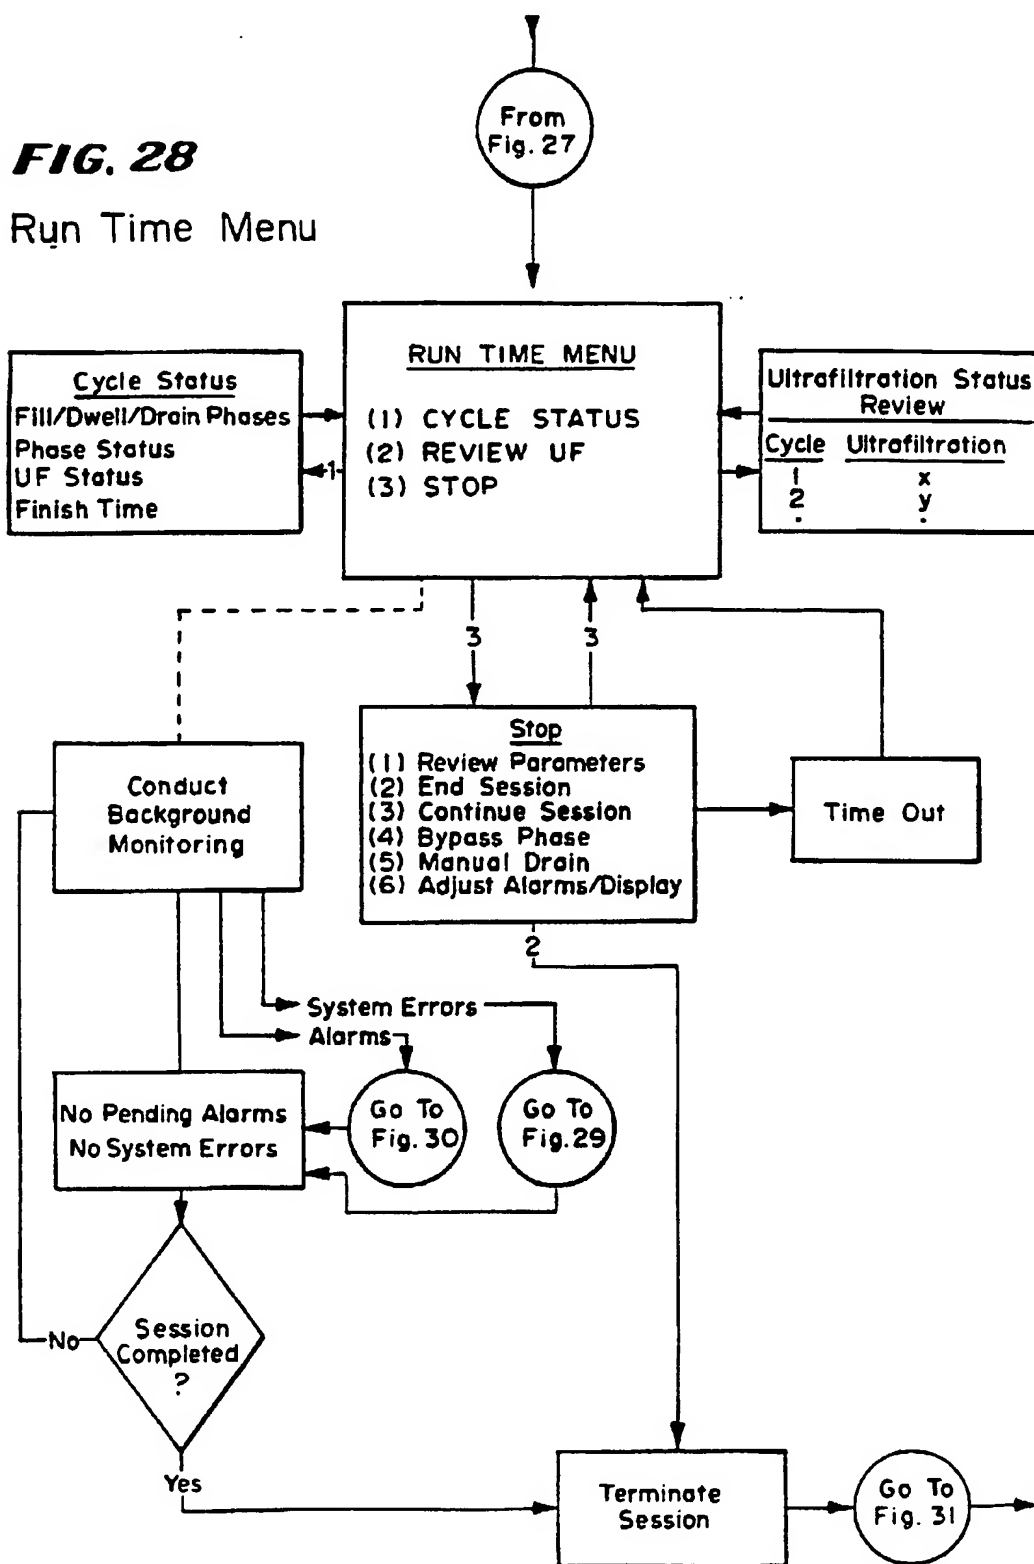 From
Fig. 27
FIG. 28
Run Time Menu
RUN TIME MENU
(1) CYCLE STATUS
(2) REVIEW UF
(3) STOP
Cycle Status
Fill/Dwell/Drain Phases
Phase Status
UF Status
Finish Time
1
Ultrafiltration Status
Review
Cycle Ultrafiltration
1 x
2 y
. .
3
3
Stop
(1) Review Parameters
(2) End Session
(3) Continue Session
(4) Bypass Phase
(5) Manual Drain
(6) Adjust Alarms/Display
2
Time Out
Conduct
Background
Monitoring
System Errors
Alarms
Go To
Fig. 30
Go To
Fig. 29
No Pending Alarms
No System Errors
Session
Completed
?
No
Yes
Terminate
Session
Go To
Fig. 31